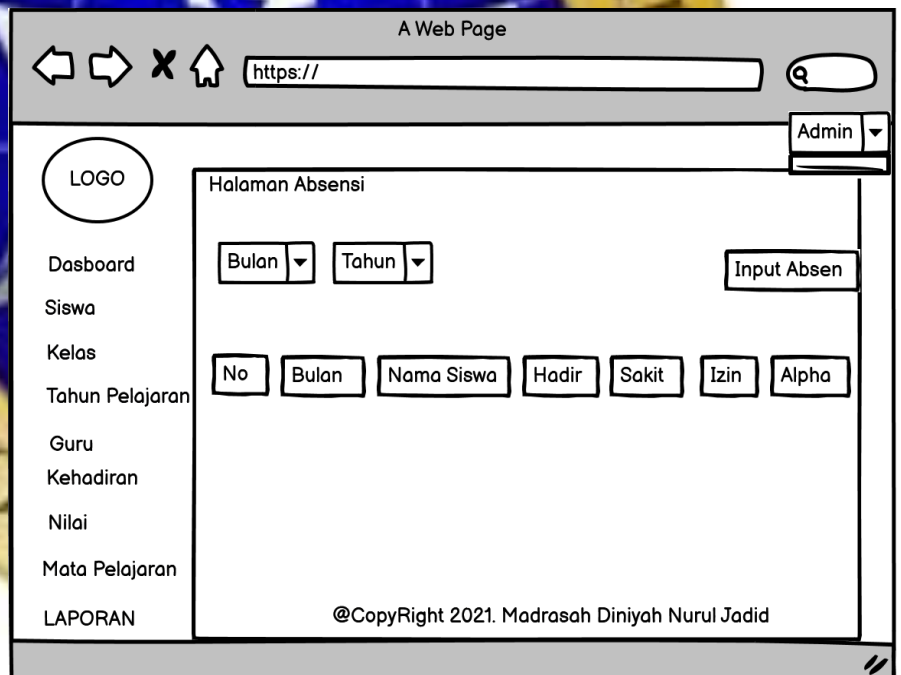 A Web Page
https://
Admin
LOGO
Halaman Absensi
Dasboard
Siswa
Kelas
Tahun Pelajaran
Guru
Kehadiran
Nilai
Mata Pelajaran
LAPORAN
Bulan Tahun
Input Absen
No Bulan Nama Siswa Hadir Sakit Izin Alpha
@CopyRight 2021. Madrasah Diniyah Nurul Jadid